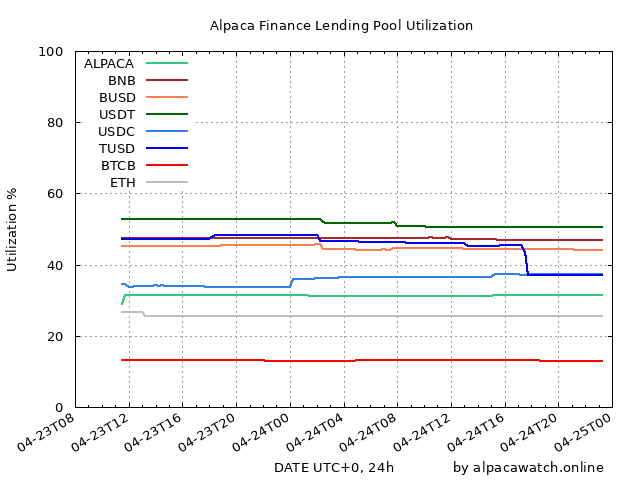 Alpaca Finance Lending Pool Utilization
100
80
60
40
20
0
Utilization %
ALPACA
BNB
BUSD
USDT
USDC
TUSD
BTCB
ETH
04-23T08
04-23T12
04-23T16
04-23T20
04-24T00
04-24T04
04-24T08
04-24T12
04-24T16
04-24T20
04-25T00
DATE UTC+0, 24h
by alpacawatch.online